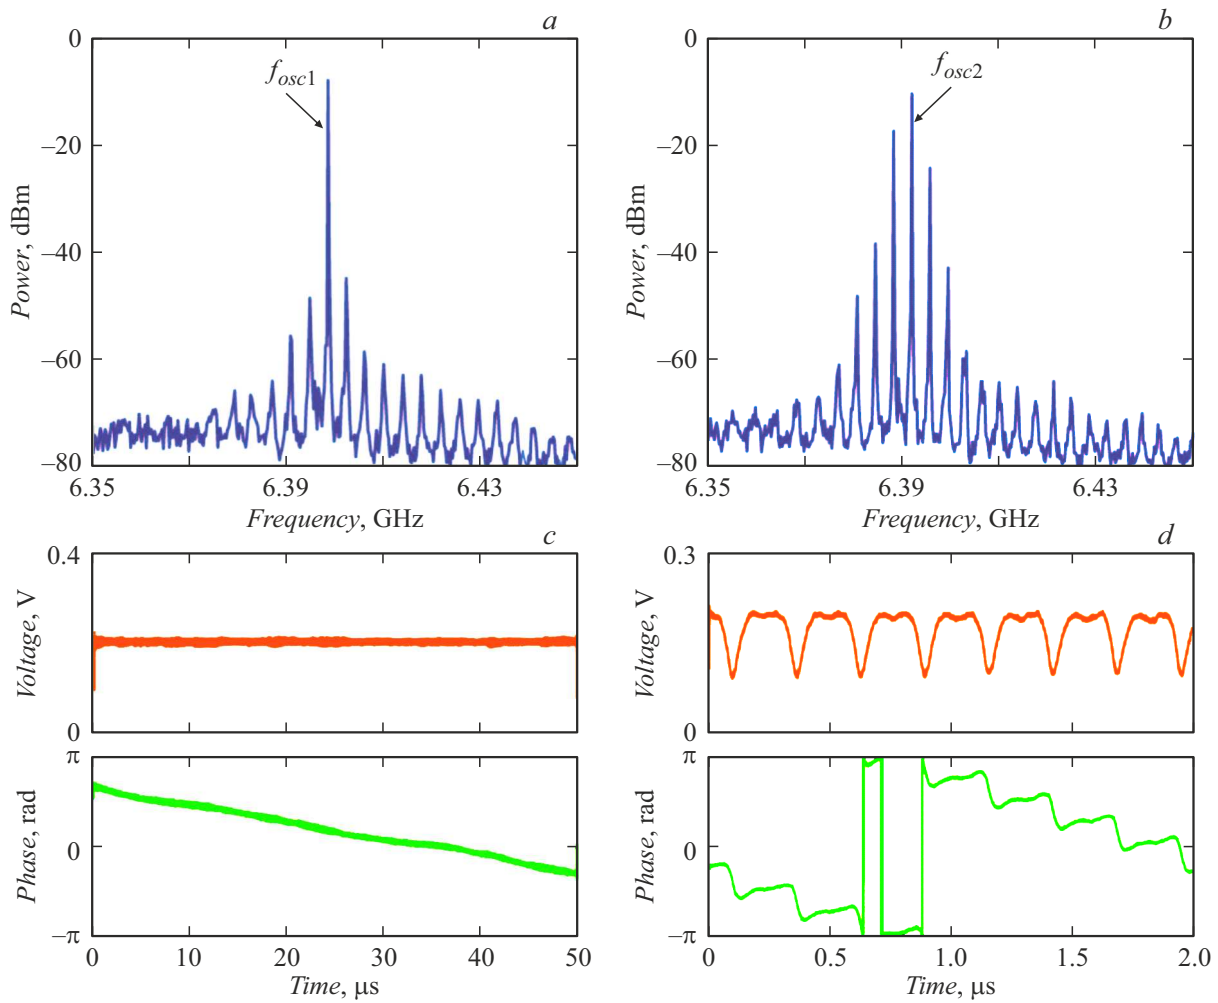 a
0
−20
−40
−60
−80
Power, dBm
f_osc1
6.35
6.39
6.43
Frequency, GHz
b
0
−20
−40
−60
−80
Power, dBm
f_osc2
6.35
6.39
6.43
Frequency, GHz
c
0.4
0
Voltage, V
π
0
−π
Phase, rad
0
10
20
30
40
50
Time, μs
d
0.3
0
Voltage, V
π
0
−π
Phase, rad
0
0.5
1.0
1.5
2.0
Time, μs